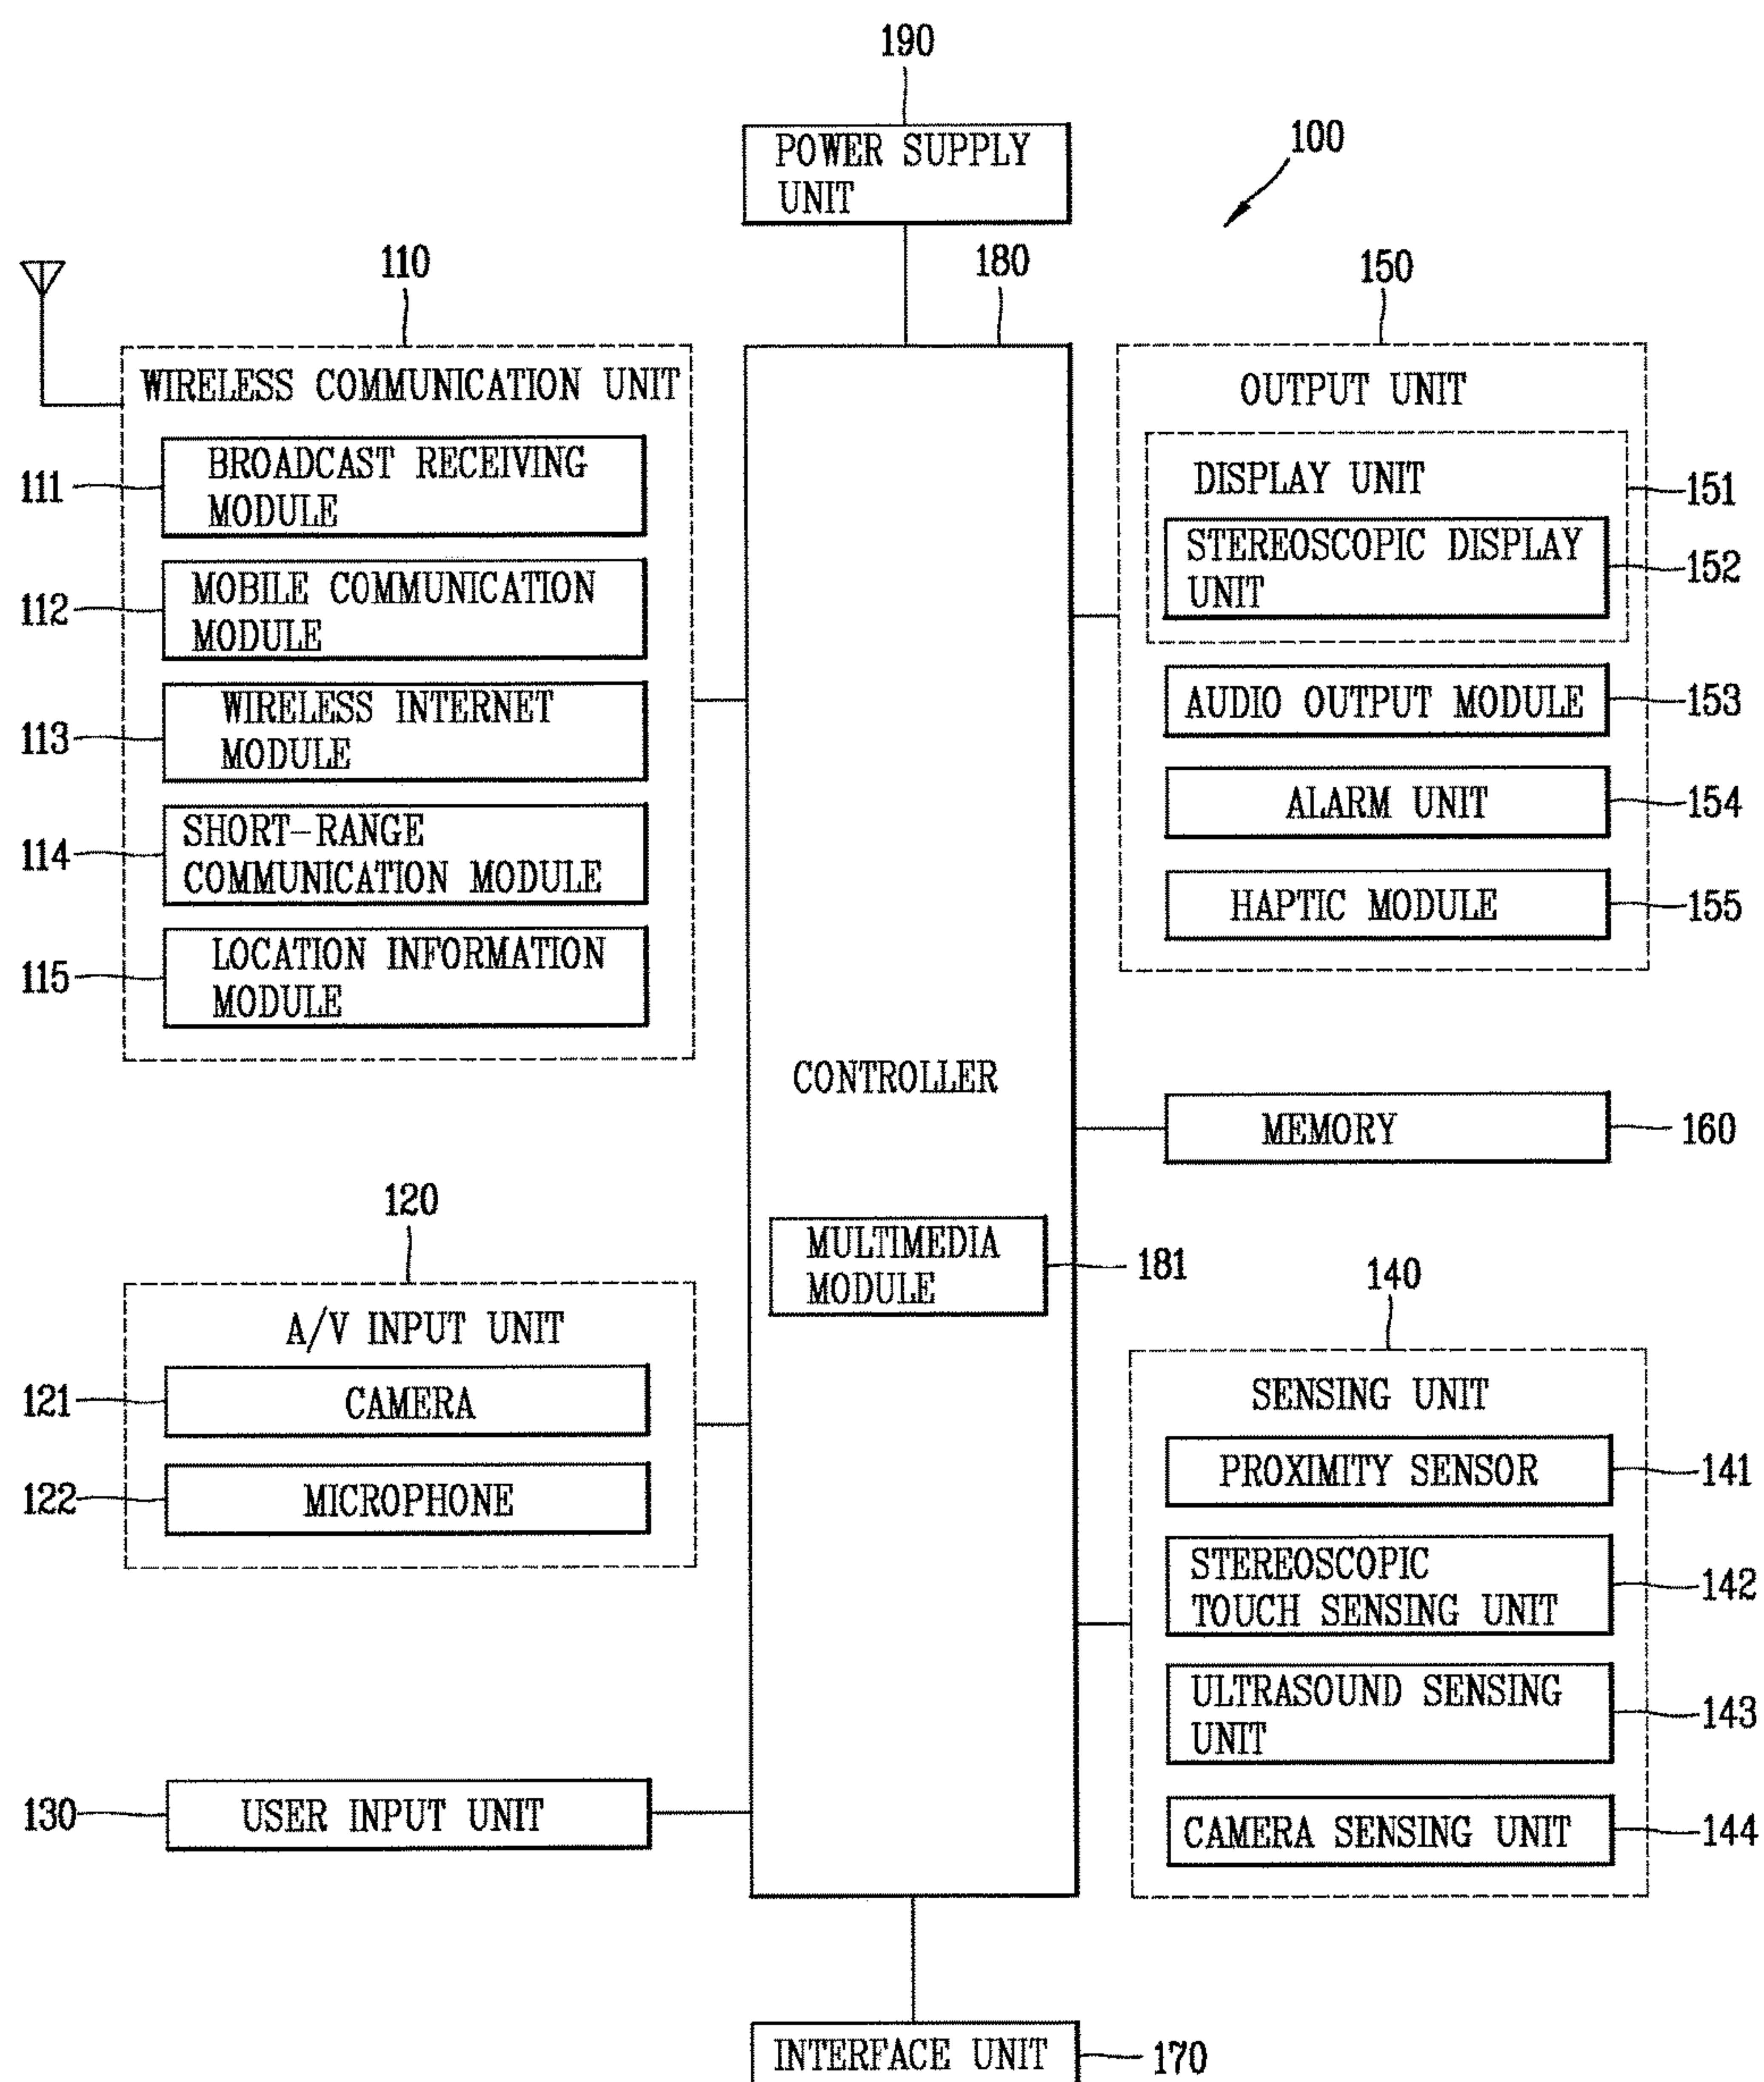 190
POWER SUPPLY
UNIT
100
110
180
150
WIRELESS COMMUNICATION UNIT
111
BROADCAST RECEIVING
MODULE
112
MOBILE COMMUNICATION
MODULE
113
WIRELESS INTERNET
MODULE
114
SHORT-RANGE
COMMUNICATION MODULE
115
LOCATION INFORMATION
MODULE
OUTPUT UNIT
DISPLAY UNIT
151
STEREOSCOPIC DISPLAY
UNIT
152
AUDIO OUTPUT MODULE
153
ALARM UNIT
154
HAPTIC MODULE
155
CONTROLLER
MEMORY
160
MULTIMEDIA
MODULE
181
120
A/V INPUT UNIT
121
CAMERA
122
MICROPHONE
140
SENSING UNIT
PROXIMITY SENSOR
141
STEREOSCOPIC
TOUCH SENSING UNIT
142
ULTRASOUND SENSING
UNIT
143
CAMERA SENSING UNIT
144
130
USER INPUT UNIT
INTERFACE UNIT
170